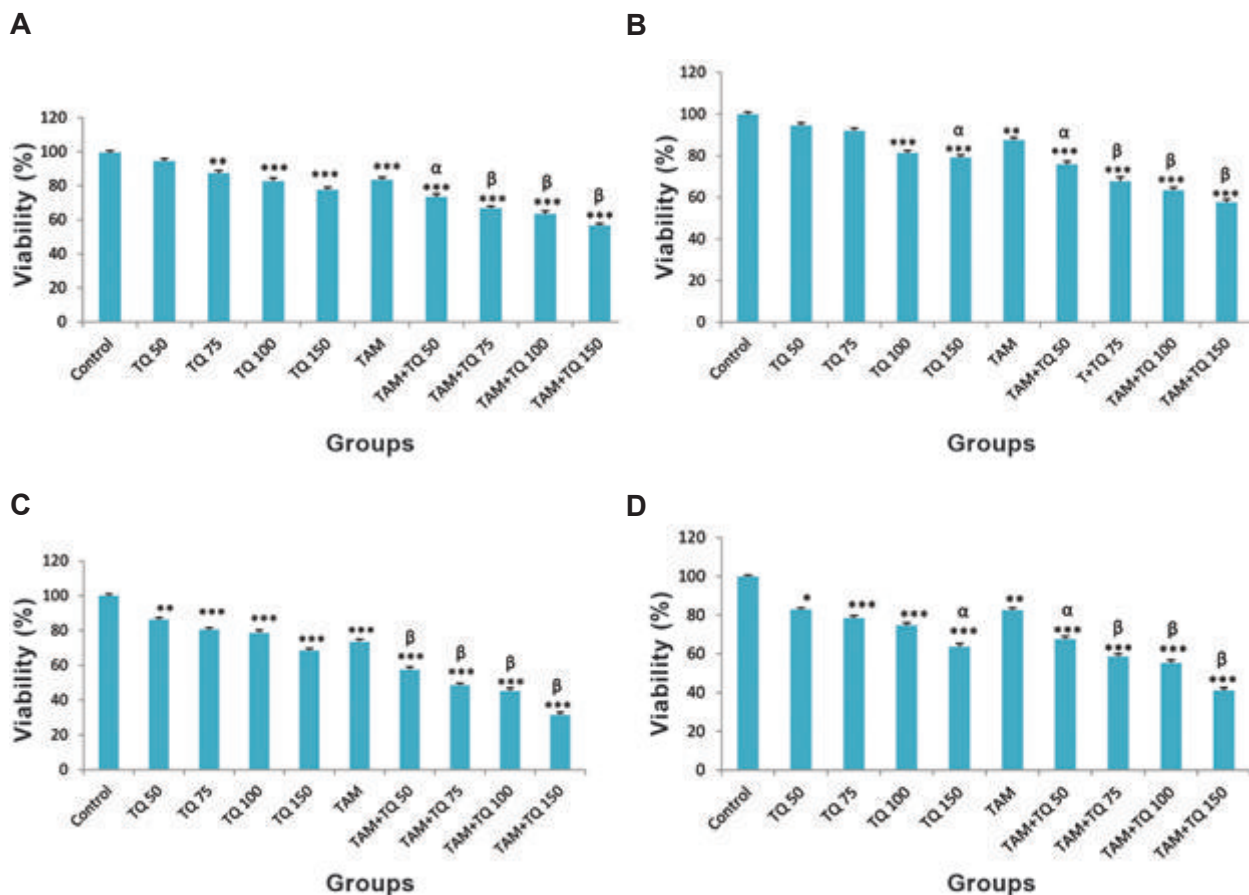 A
Viability (%)
120
100
80
60
40
20
0
**
***
***
***
α
***
β
***
β
***
β
***
Control
TQ 50
TQ 75
TQ 100
TQ 150
TAM
TAM+TQ 50
TAM+TQ 75
TAM+TQ 100
TAM+TQ 150
Groups
B
Viability (%)
120
100
80
60
40
20
0
***
α
***
**
α
***
β
***
β
***
β
***
Control
TQ 50
TQ 75
TQ 100
TQ 150
TAM
TAM+TQ 50
T+TQ 75
TAM+TQ 100
TAM+TQ 150
Groups
C
Viability (%)
120
100
80
60
40
20
0
**
***
***
***
***
β
***
β
***
β
***
β
***
Control
TQ 50
TQ 75
TQ 100
TQ 150
TAM
TAM+TQ 50
TAM+TQ 75
TAM+TQ 100
TAM+TQ 150
Groups
D
Viability (%)
120
100
80
60
40
20
0
*
***
***
α
***
**
α
***
β
***
β
***
β
***
Control
TQ 50
TQ 75
TQ 100
TQ 150
TAM
TAM+TQ 50
TAM+TQ 75
TAM+TQ 100
TAM+TQ 150
Groups